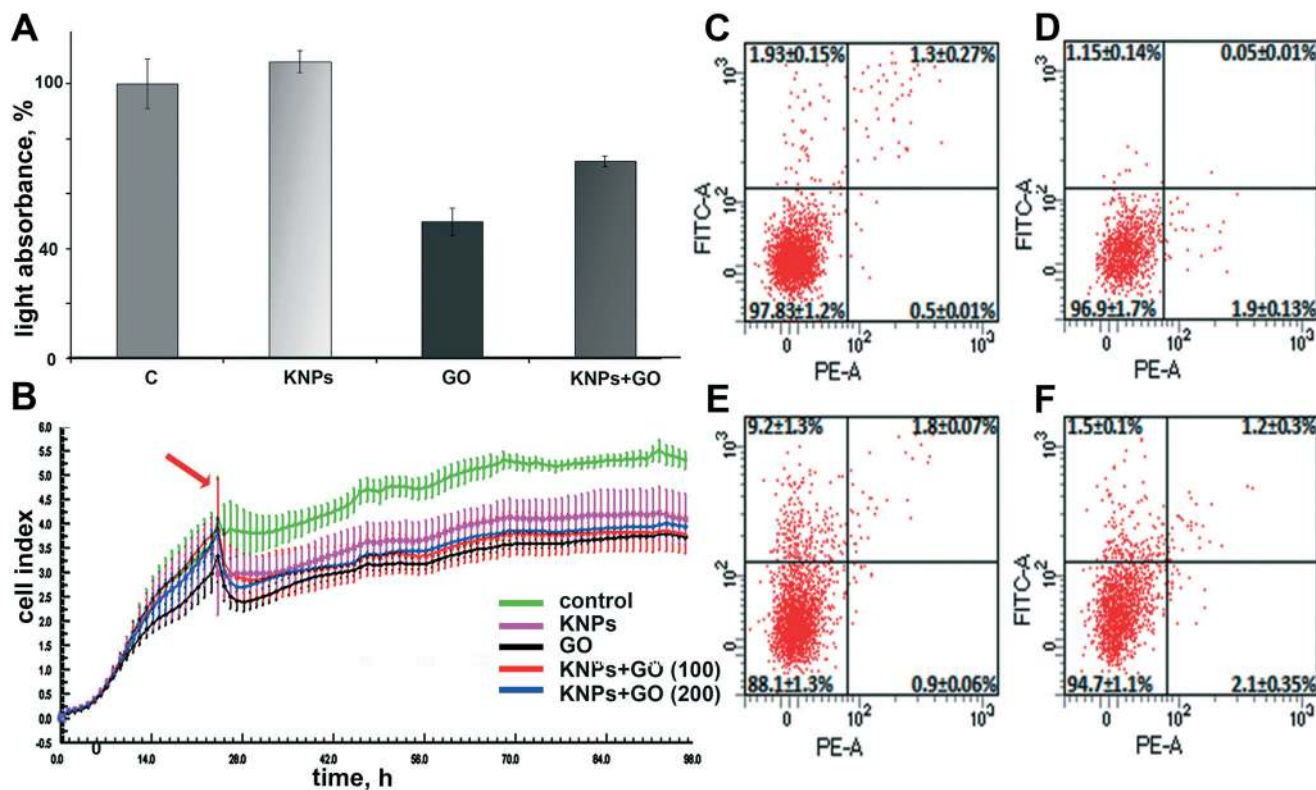 A
light absorbance, %
100
40
0
C
KNPs
GO
KNPs+GO
B
cell index
6.0
5.5
5.0
4.5
4.0
3.5
3.0
2.5
2.0
1.5
1.0
0.5
0.0
-0.5
0.0
0
14.0
28.0
42.0
56.0
70.0
84.0
98.0
time, h
control
KNPs
GO
KNPs+GO (100)
KNPs+GO (200)
C
1.93±0.15%
1.3±0.27%
97.83±1.2%
0.5±0.01%
FITC-A
10³
10²
0
0
10²
10³
PE-A
D
1.15±0.14%
0.05±0.01%
96.9±1.7%
1.9±0.13%
FITC-A
10³
10²
0
0
10²
10³
PE-A
E
9.2±1.3%
1.8±0.07%
88.1±1.3%
0.9±0.06%
FITC-A
10³
10²
0
0
10²
10³
PE-A
F
1.5±0.1%
1.2±0.3%
94.7±1.1%
2.1±0.35%
FITC-A
10³
10²
0
0
10²
10³
PE-A